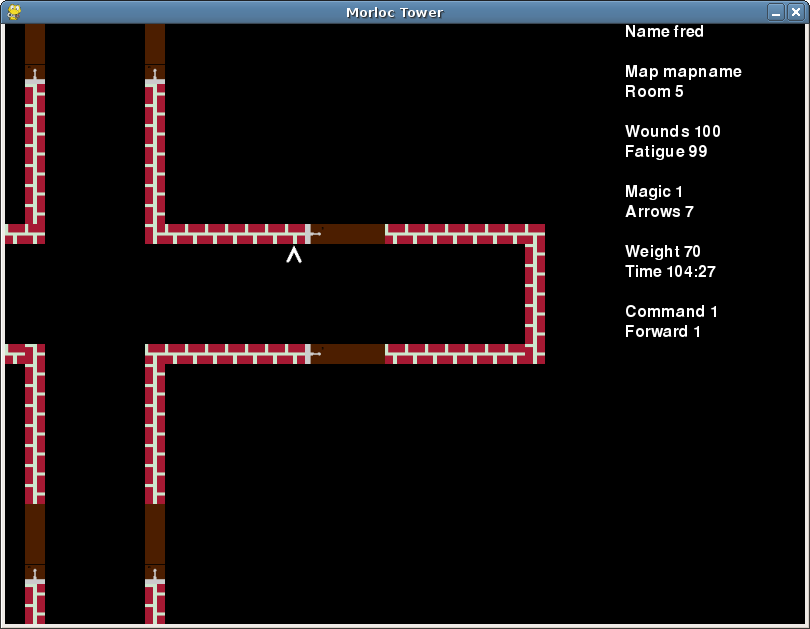 Morloc Tower
Name fred
Map mapname
Room 5
Wounds 100
Fatigue 99
Magic 1
Arrows 7
Weight 70
Time 104:27
Command 1
Forward 1